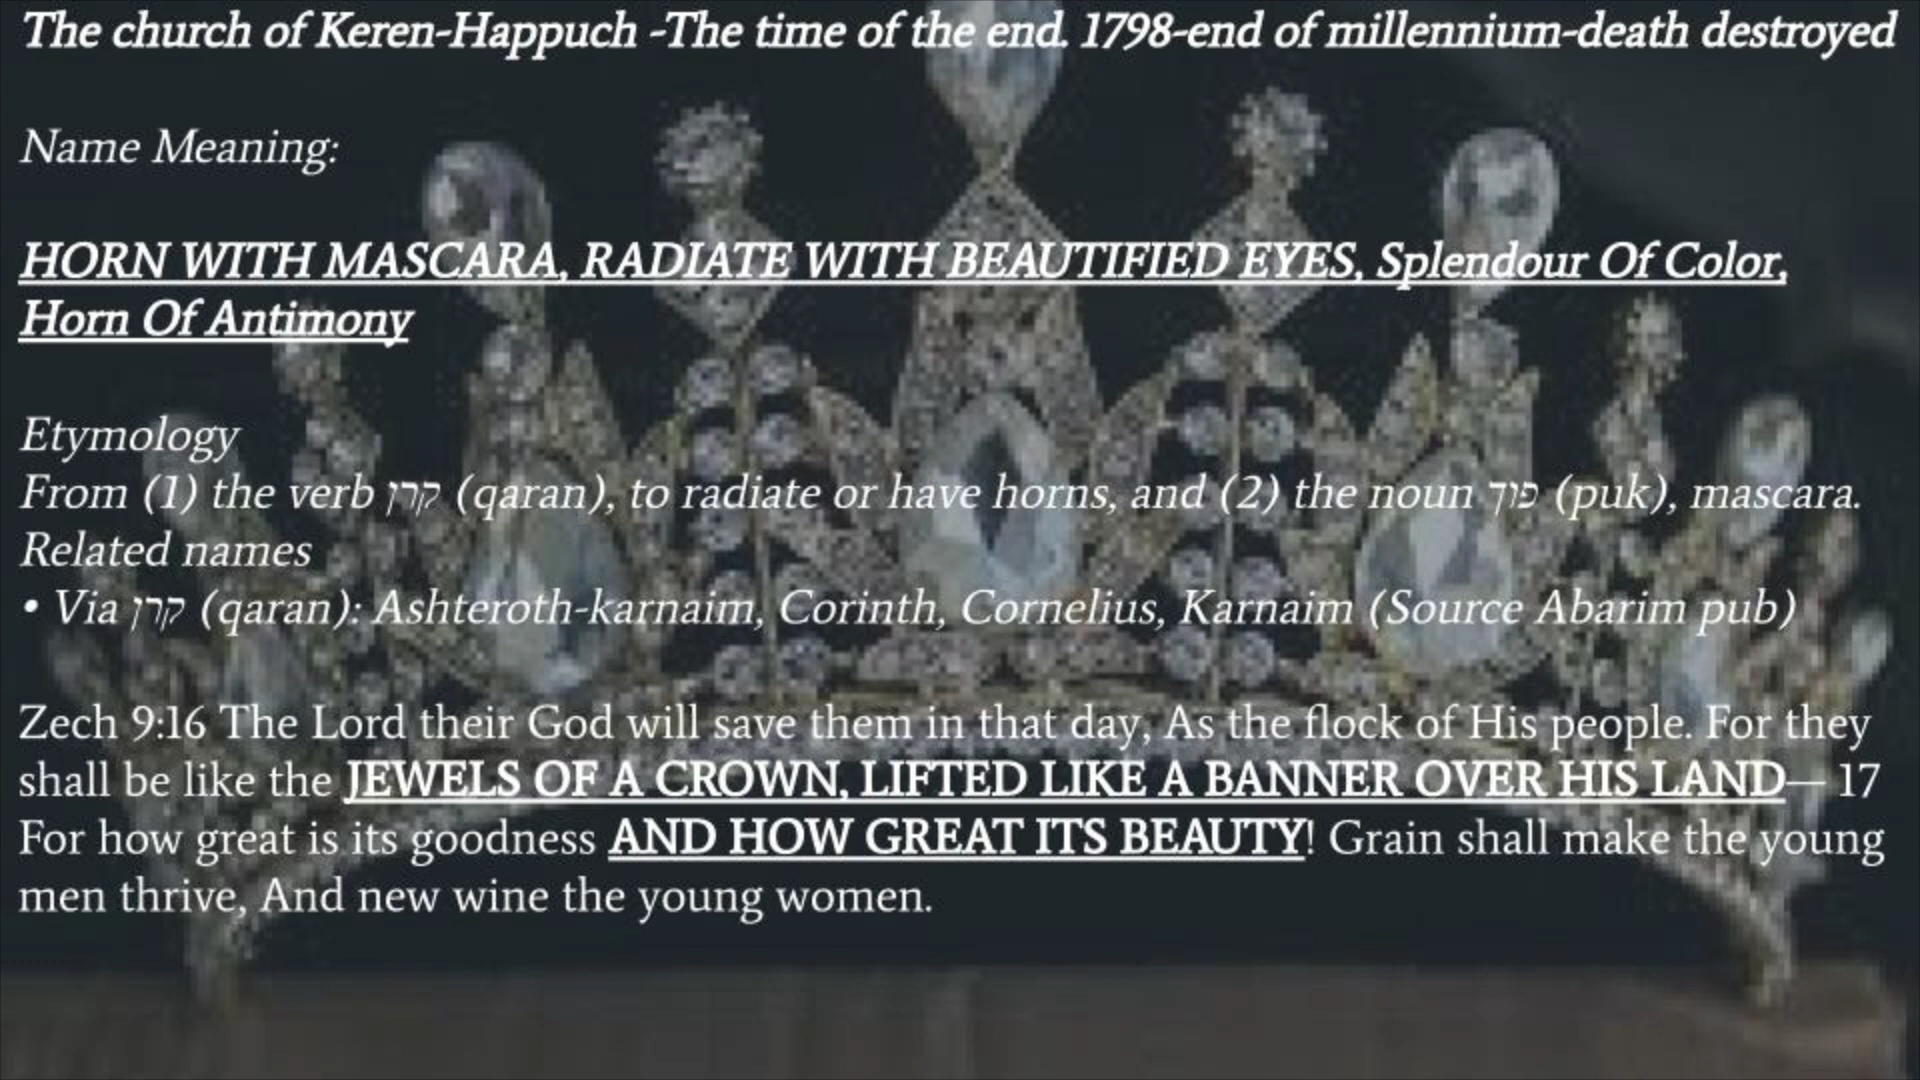 The church of Keren-Happuch -The time of the end. 1798-end of millennium-death destroyed
Name Meaning:
HORN WITH MASCARA, RADIATE WITH BEAUTIFIED EYES, Splendour Of Color,
Horn Of Antimony
Etymology
From (1) the verb קרן (qaran), to radiate or have horns, and (2) the noun פוך (puk), mascara.
Related names
• Via קרן (qaran): Ashteroth-karnaim, Corinth, Cornelius, Karnaim (Source Abarim pub)
Zech 9:16 The Lord their God will save them in that day, As the flock of His people. For they
shall be like the JEWELS OF A CROWN, LIFTED LIKE A BANNER OVER HIS LAND— 17
For how great is its goodness AND HOW GREAT ITS BEAUTY! Grain shall make the young
men thrive, And new wine the young women.